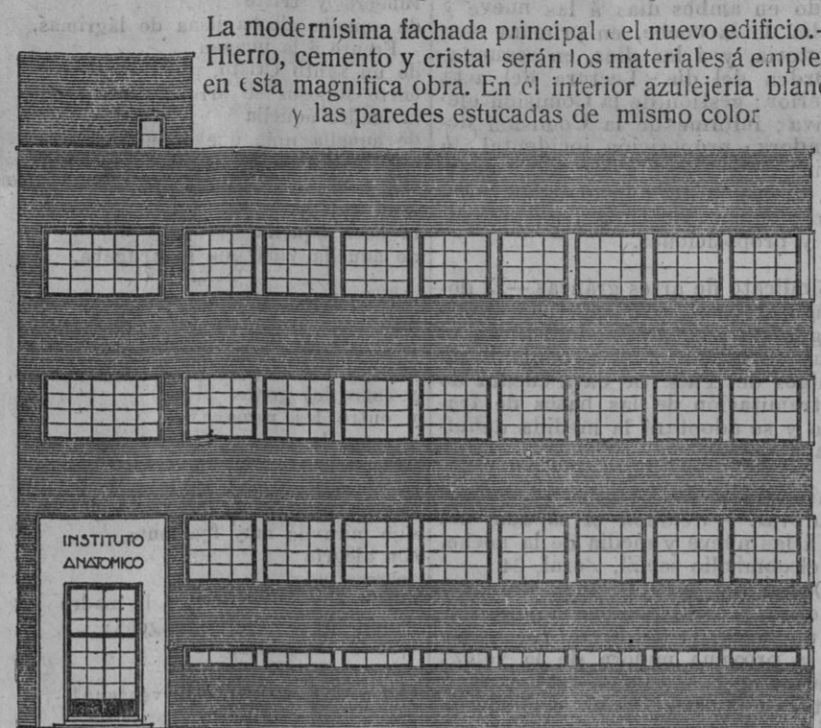 La modernísima fachada principal el nuevo edificio.-
Hierro, cemento y cristal serán los materiales á emple
en esta magnífica obra. En el interior azulejería blan
y las paredes estucadas de mismo color
INSTITUTO
ANATOMICO